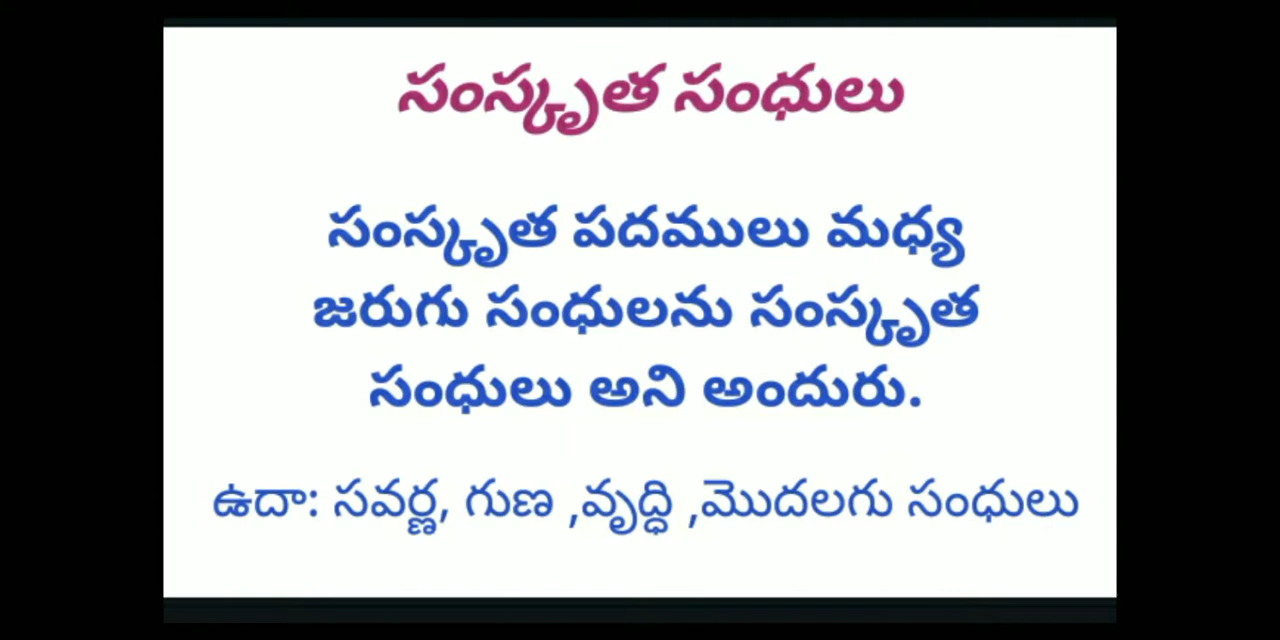 సంస్కృత సంధులు
సంస్కృత పదములు మధ్య
జరుగు సంధులను సంస్కృత
సంధులు అని అందురు.
ఉదా: సవర్ణ, గుణ ,వృద్ధి ,మొదలగు సంధులు